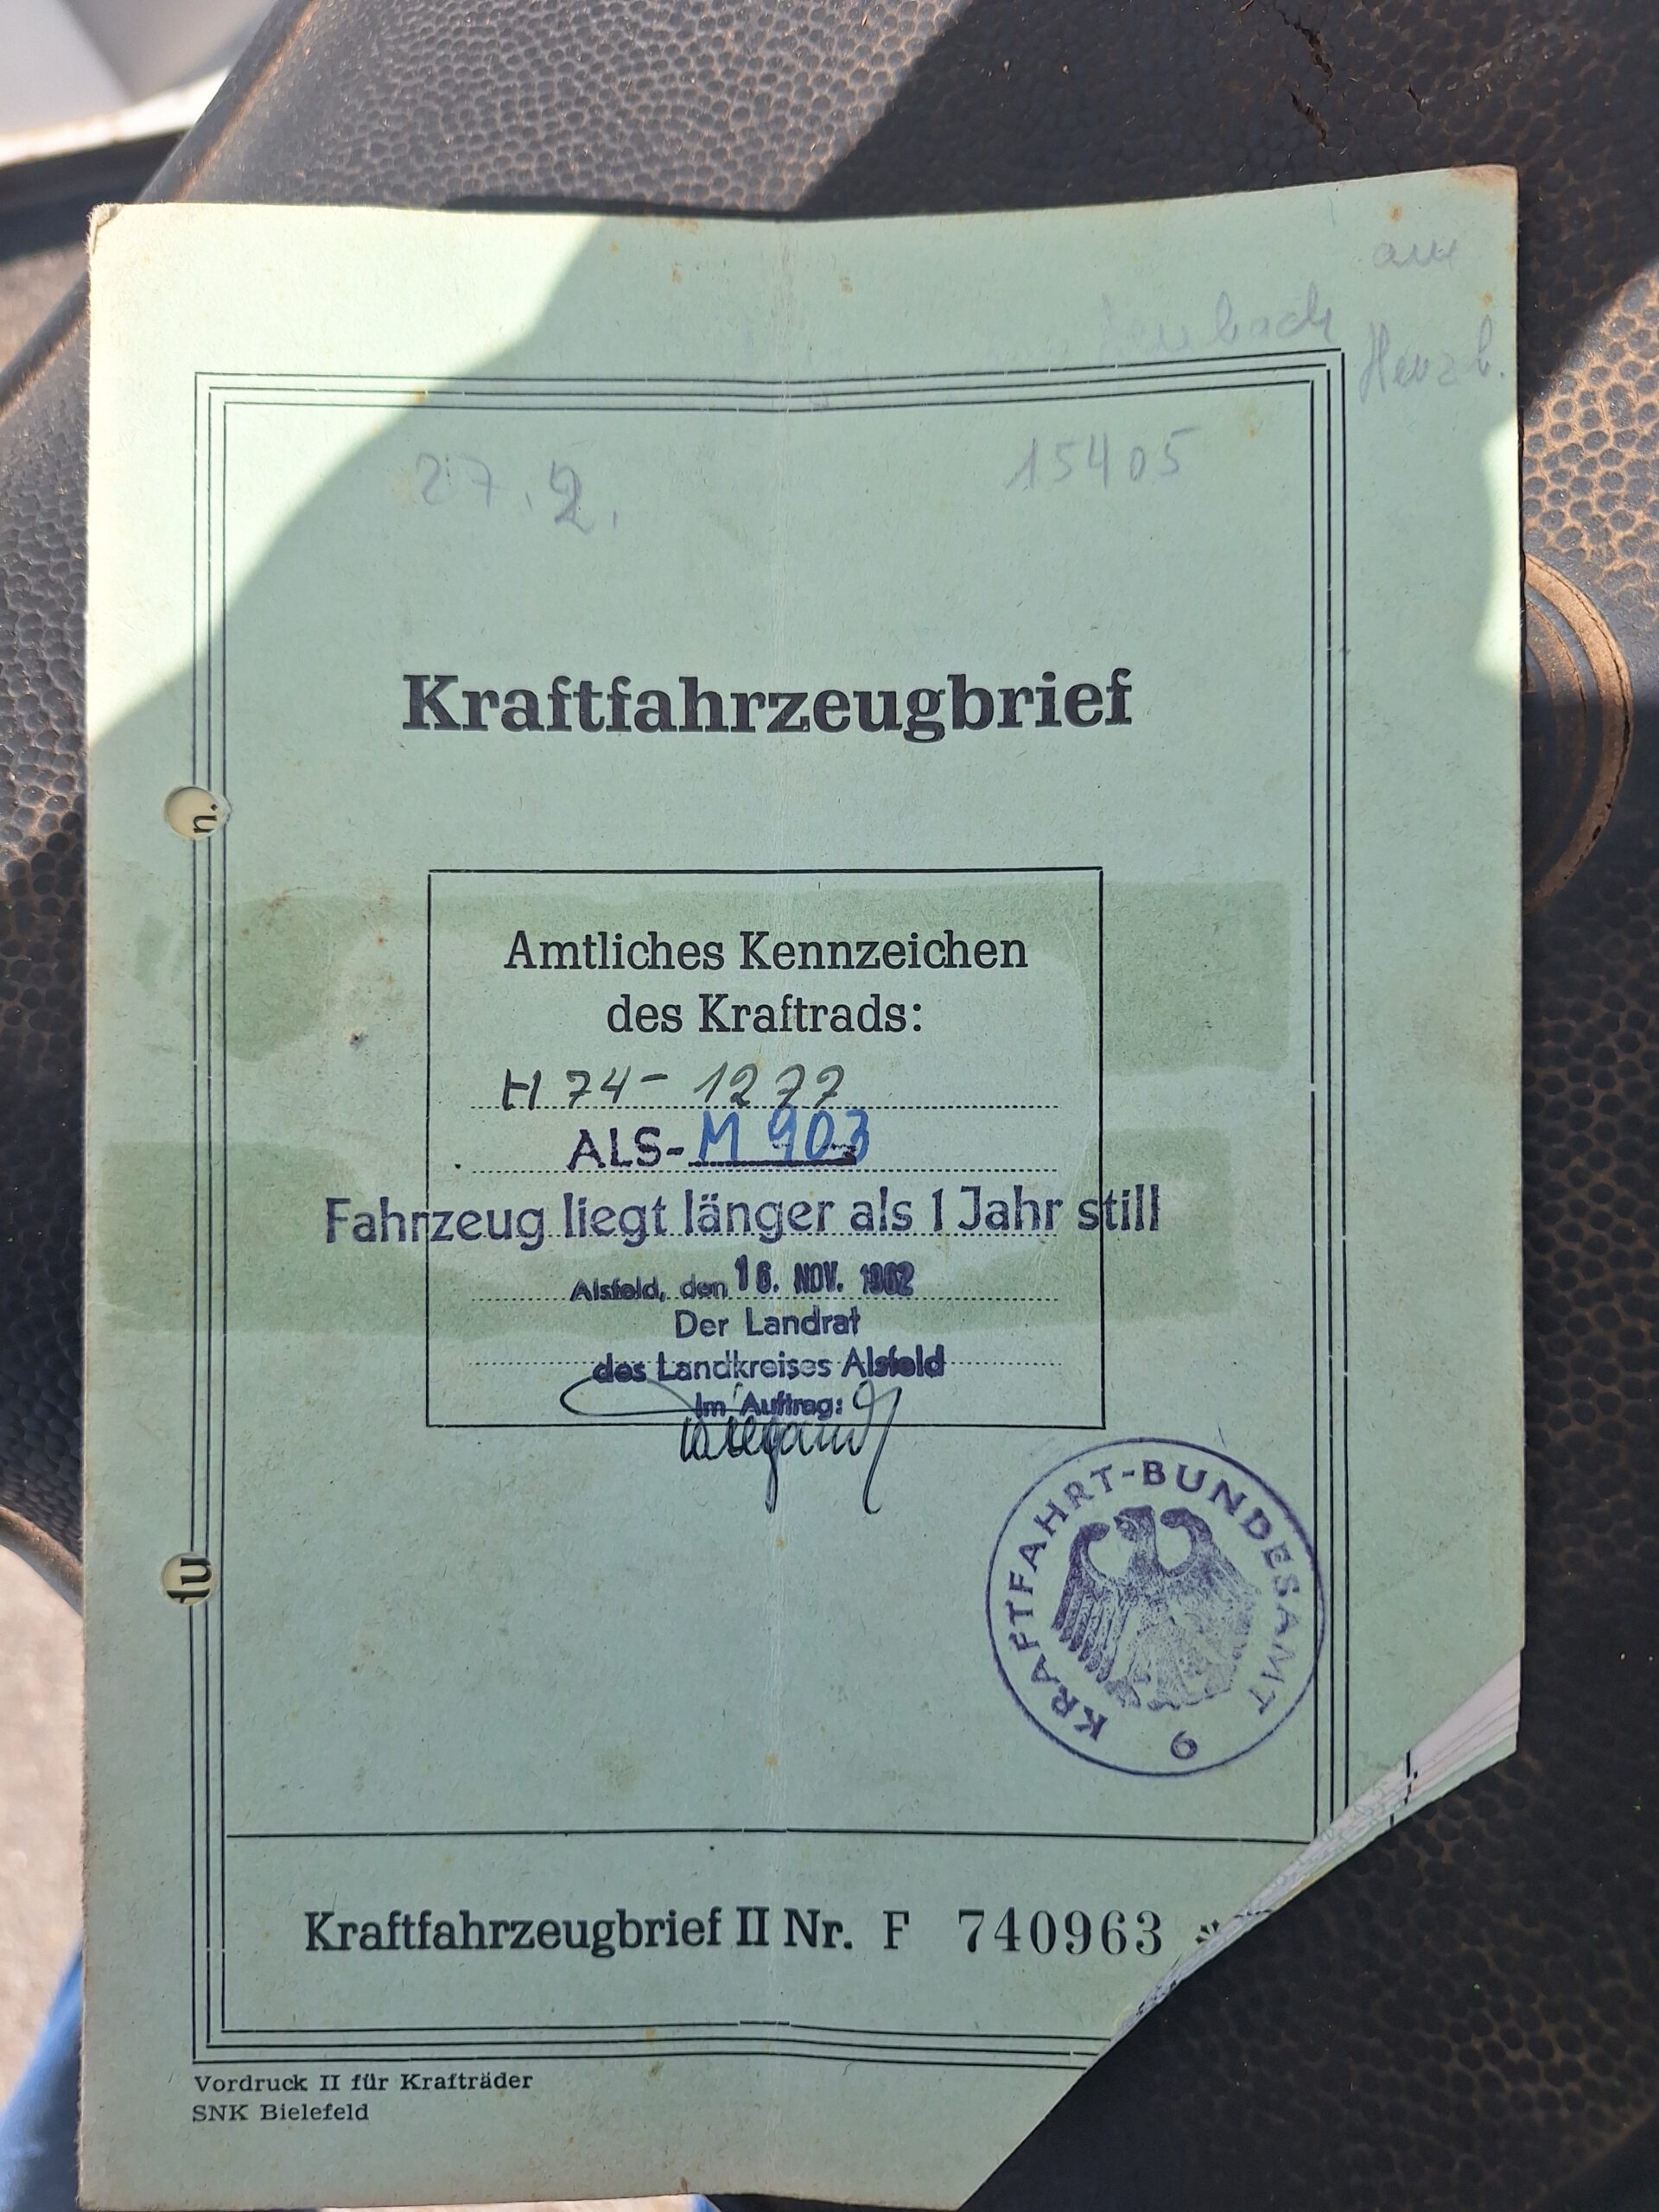 aus
Herzb.
27.2.
15405
Kraftfahrzeugbrief
n.
Amtliches Kennzeichen
des Kraftrads:
H 74-1277
ALS-M 903
Fahrzeug liegt länger als 1 Jahr still
Alsfeld, den 16. NOV. 1962
Der Landrat
des Landkreises Alsfeld
Im Auftrag:
KRAFTFAHRT-BUNDESAMT
6
Kraftfahrzeugbrief II Nr. F 740963 *
Vordruck II für Krafträder
SNK Bielefeld